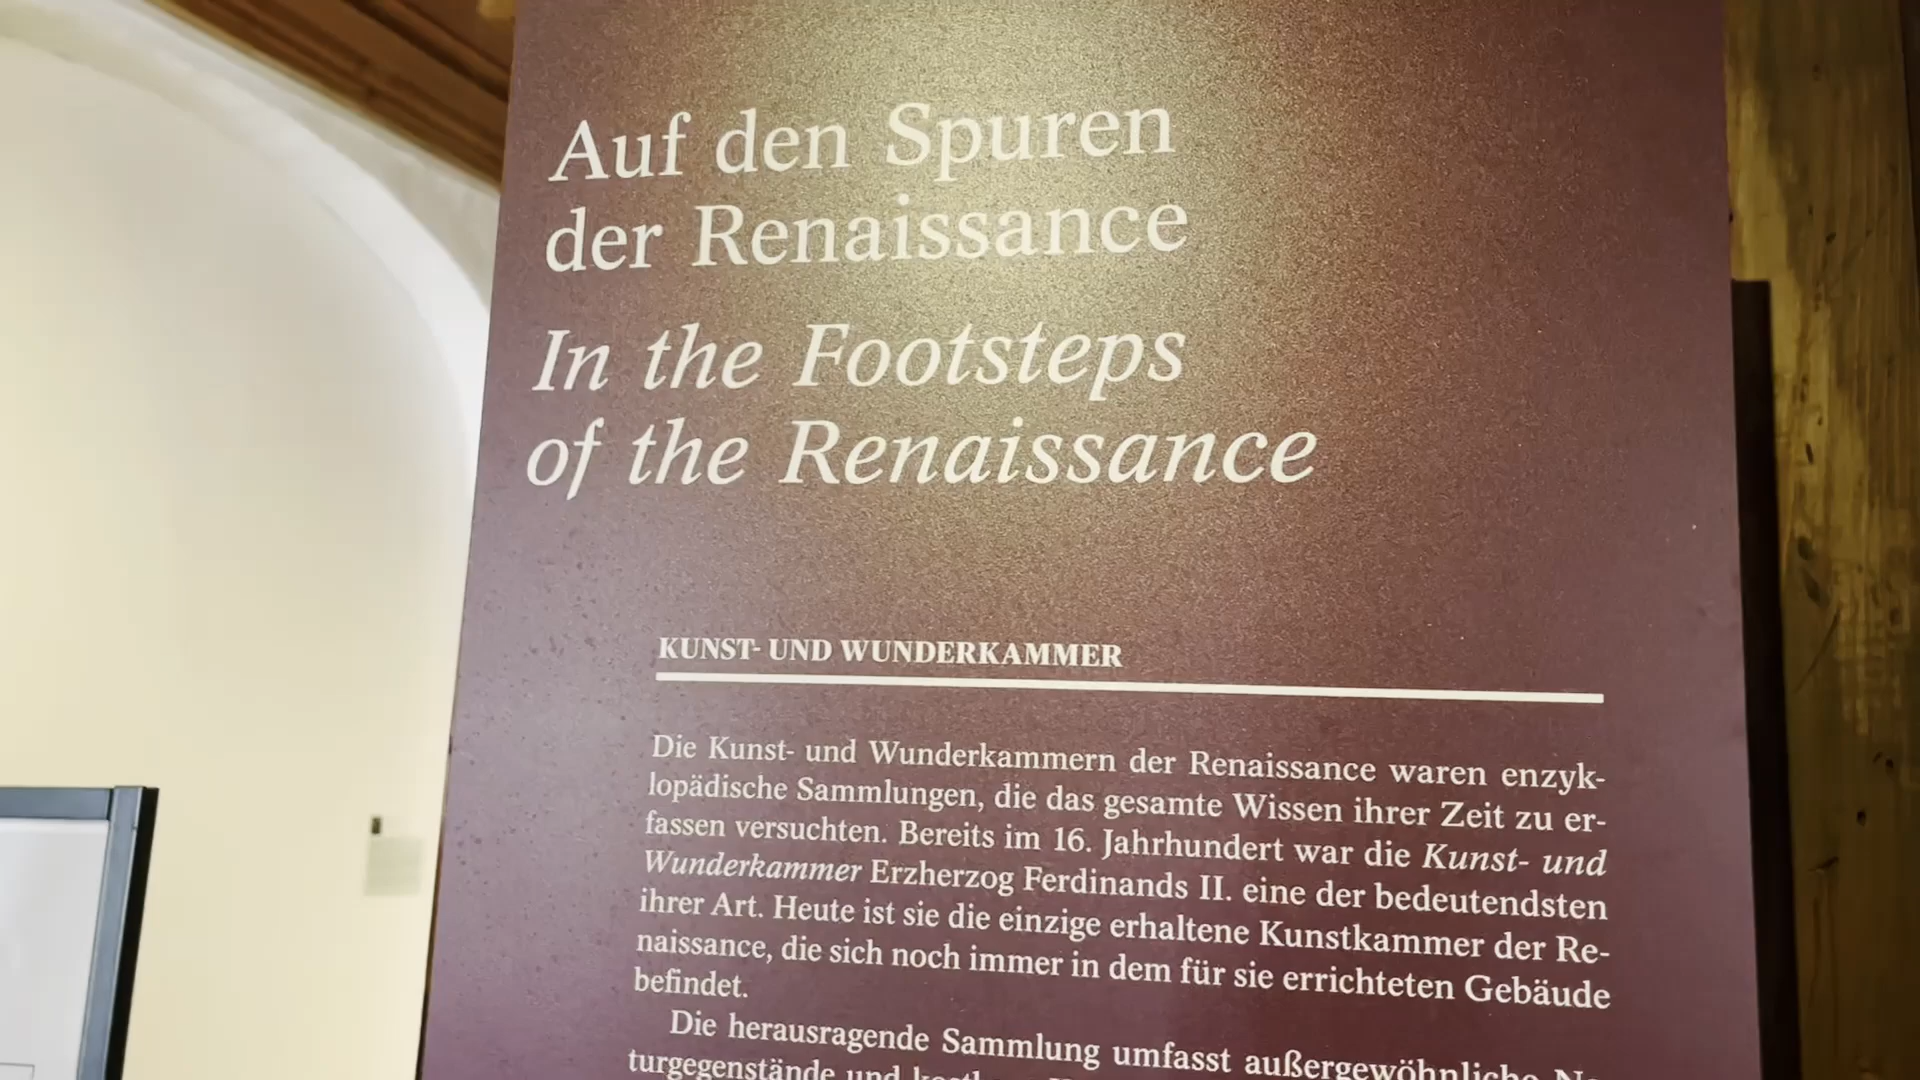 Auf den Spuren
der Renaissance
In the Footsteps
of the Renaissance
KUNST- UND WUNDERKAMMER
Die Kunst- und Wunderkammern der Renaissance waren enzyk-
lopädische Sammlungen, die das gesamte Wissen ihrer Zeit zu er-
fassen versuchten. Bereits im 16. Jahrhundert war die Kunst- und
Wunderkammer Erzherzog Ferdinands II. eine der bedeutendsten
ihrer Art. Heute ist sie die einzige erhaltene Kunstkammer der Re-
naissance, die sich noch immer in dem für sie errichteten Gebäude
befindet.
Die herausragende Sammlung umfasst außergewöhnliche
turgegenstände und